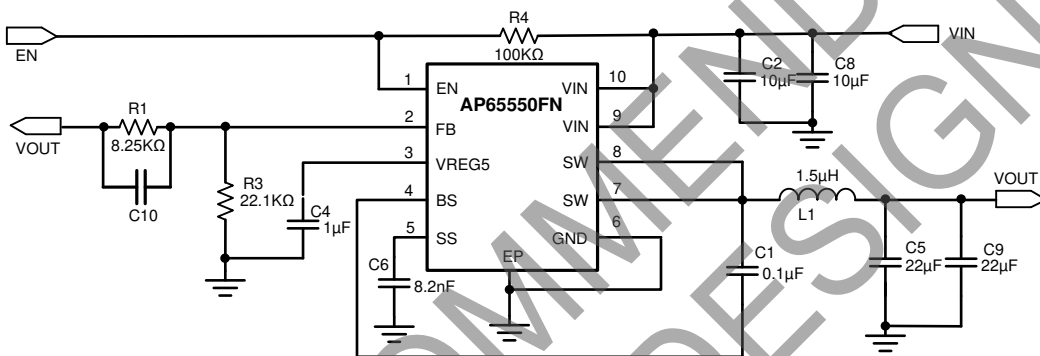 R4
100KΩ
EN
VIN
C2
10µF
C8
10µF
1
EN
AP65550FN
VIN
10
R1
8.25KΩ
VOUT
2
FB
VIN
9
3
VREG5
SW
8
R3
22.1KΩ
C4
1µF
4
BS
SW
7
1.5µH
L1
VOUT
5
SS
GND
6
EP
C10
C6
8.2nF
C1
0.1µF
C5
22µF
C9
22µF
OMMEND
DESIGN